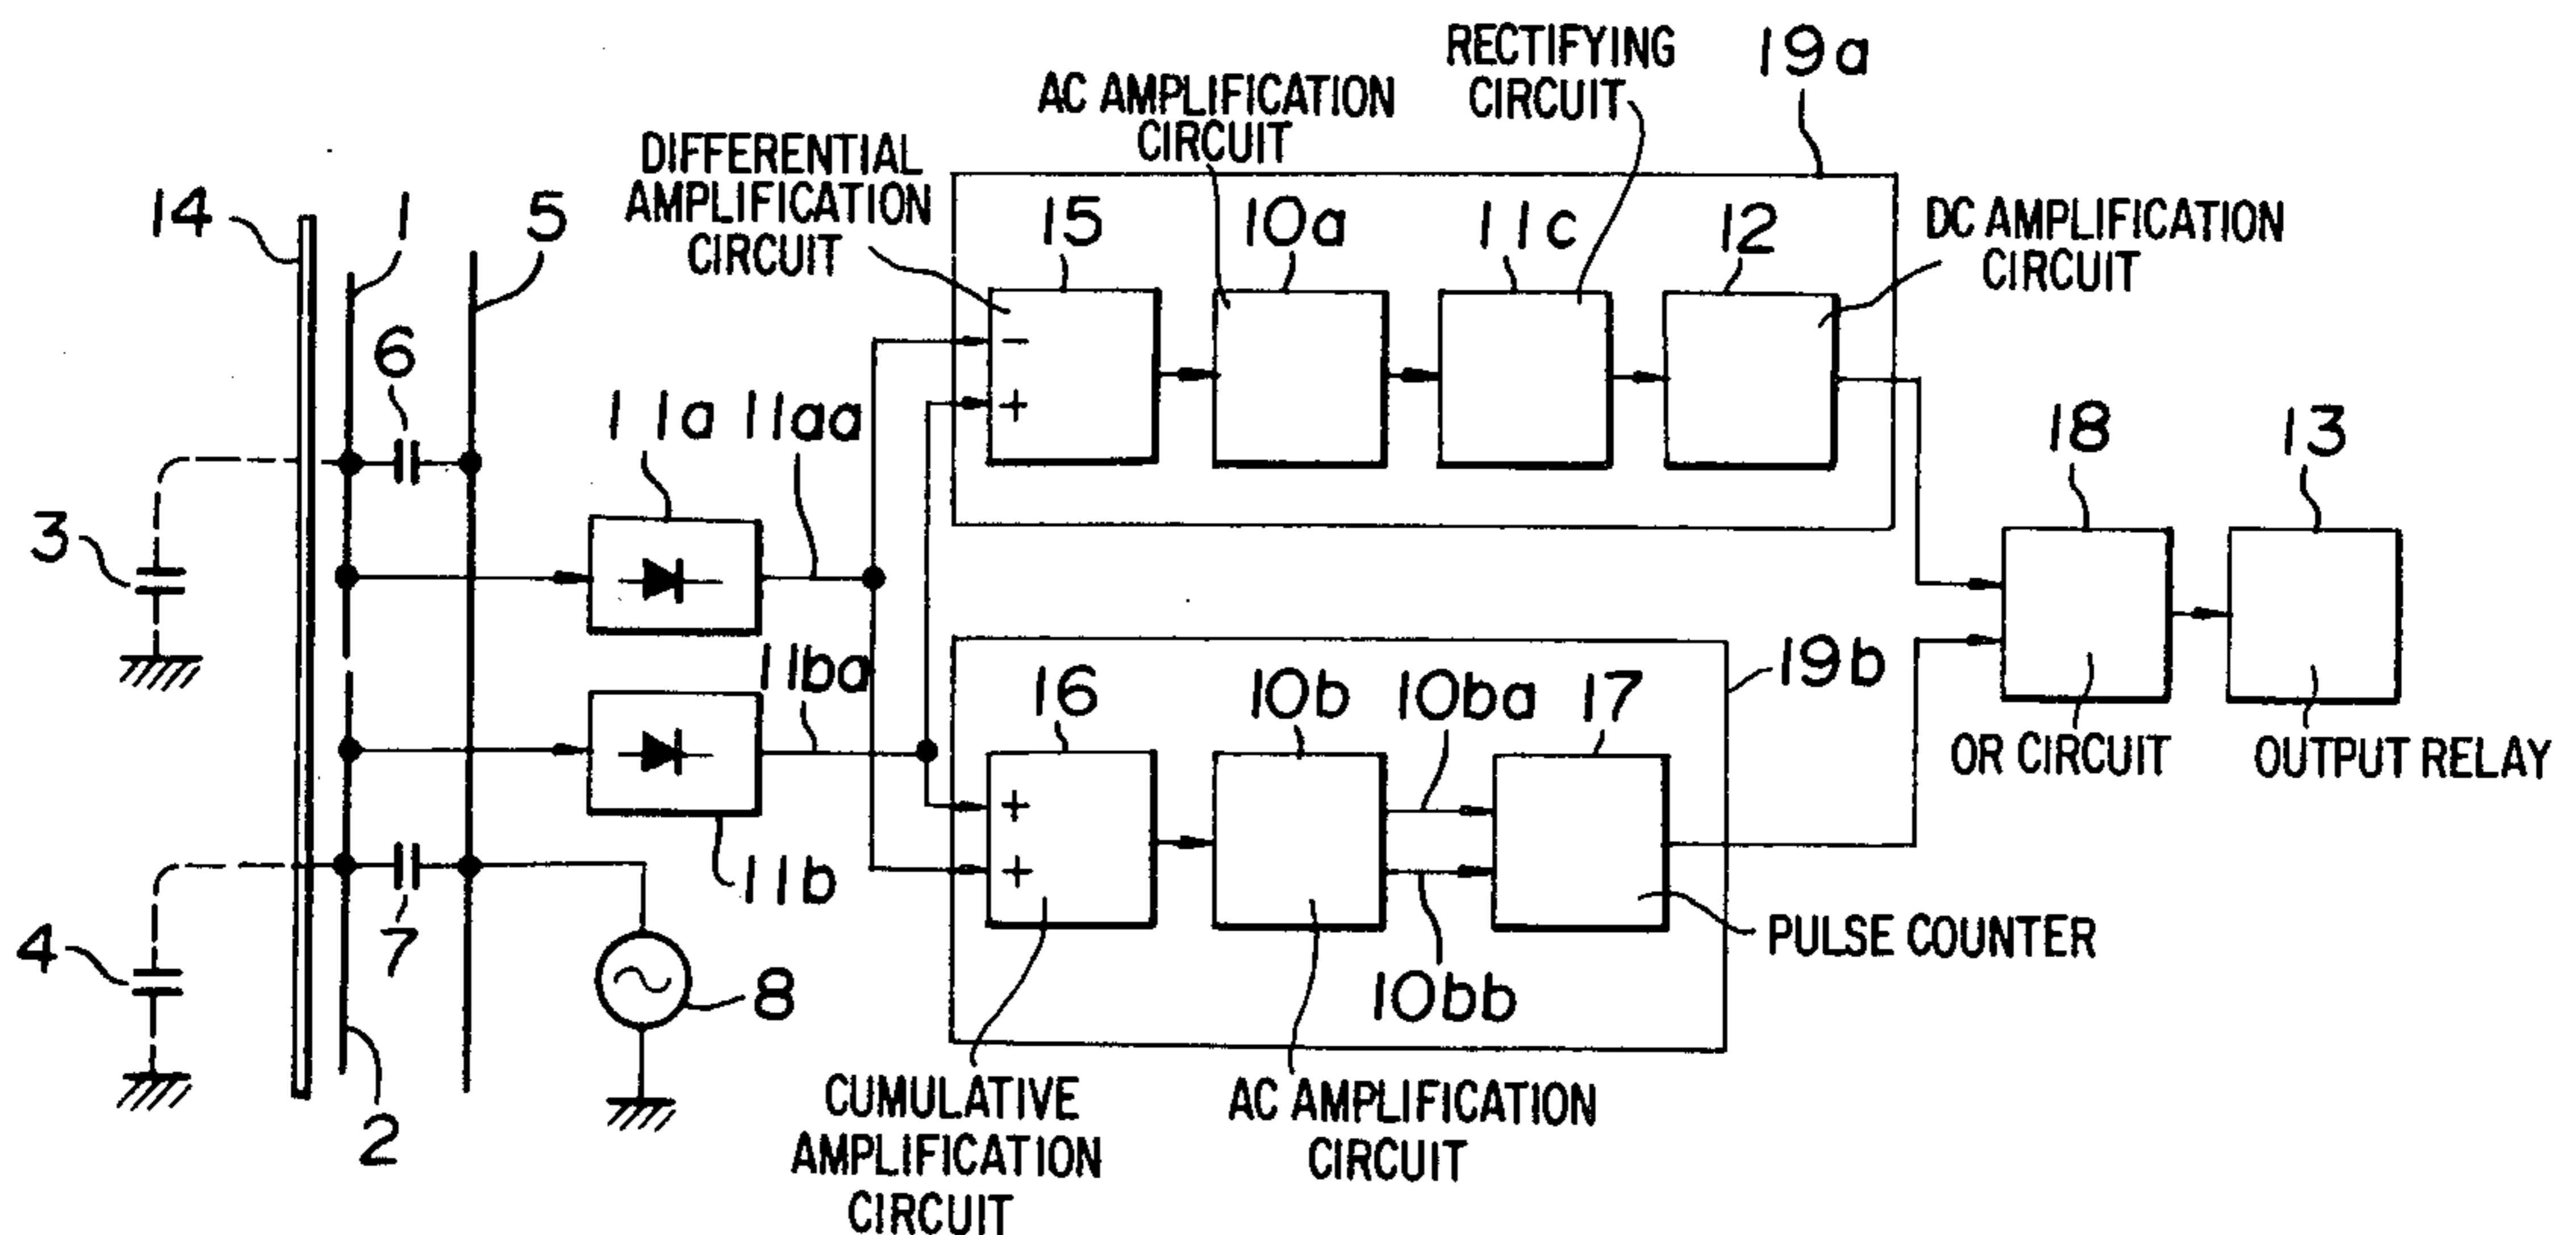 RECTIFYING
CIRCUIT
19a
AC AMPLIFICATION
CIRCUIT
DIFFERENTIAL
AMPLIFICATION
CIRCUIT
14
1
5
15
10a
11c
12
DC AMPLIFICATION
CIRCUIT
6
-
+
11a
11aa
18
13
3
11ba
19b
16
10b
10ba
17
OR CIRCUIT
OUTPUT RELAY
+
+
11b
4
7
8
10bb
PULSE COUNTER
2
CUMULATIVE
AMPLIFICATION
CIRCUIT
AC AMPLIFICATION
CIRCUIT